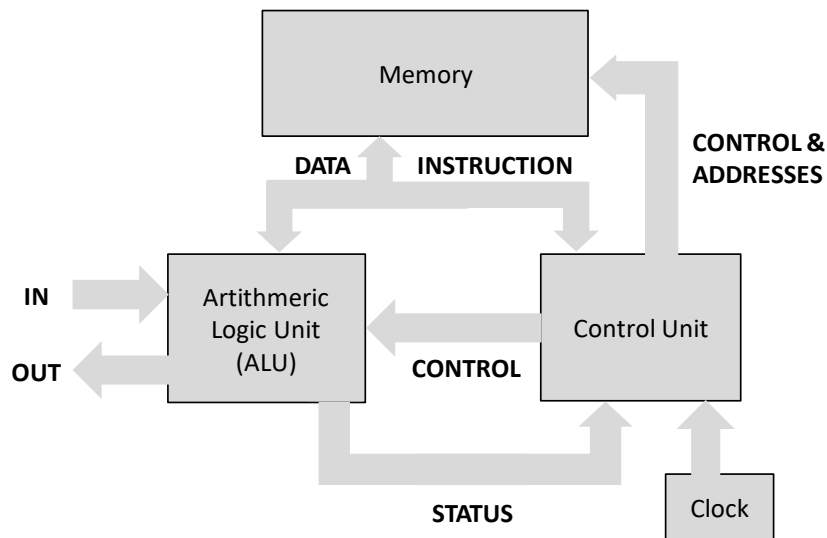 Memory
CONTROL &
ADDRESSES
DATA
INSTRUCTION
IN
OUT
Artithmeric
Logic Unit
(ALU)
CONTROL
Control Unit
STATUS
Clock